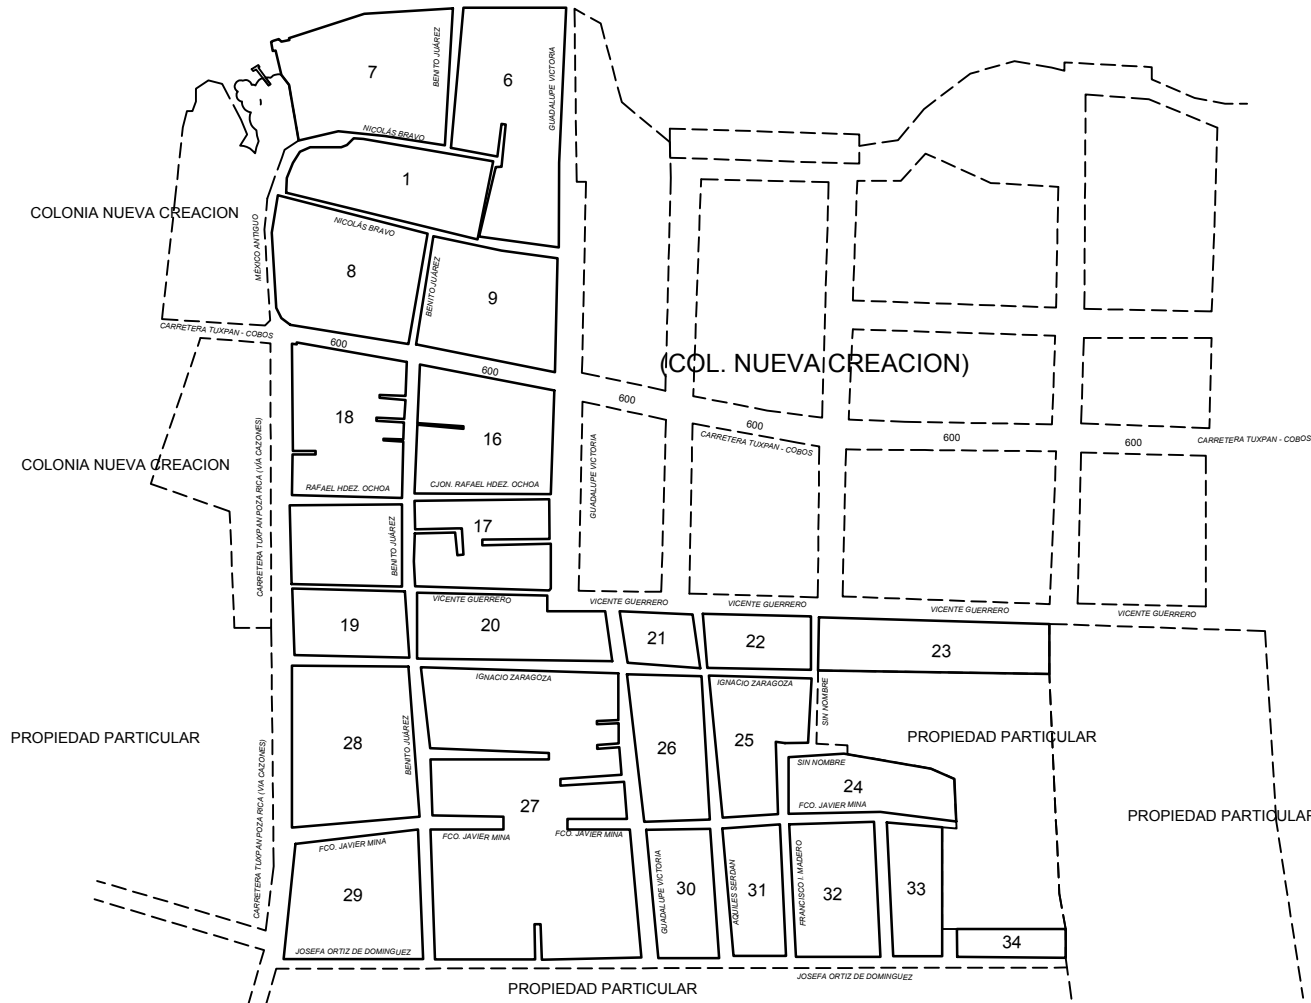 BENITO JUÁREZ
GUADALUPE VICTORIA
7
6
NICOLÁS BRAVO
1
COLONIA NUEVA CREACION
MÉXICO ANTIGUO
NICOLÁS BRAVO
8
BENITO JUÁREZ
9
CARRETERA TUXPAN - COBOS
600
600
(COL. NUEVA CREACION)
600
600
CARRETERA TUXPAN - COBOS
600
600
CARRETERA TUXPAN - COBOS
18
16
CARRETERA TUXPAN POZA RICA (VÍA CAZONES)
GUADALUPE VICTORIA
COLONIA NUEVA CREACION
RAFAEL HDEZ. OCHOA
CJON. RAFAEL HDEZ. OCHOA
BENITO JUÁREZ
17
VICENTE GUERRERO
VICENTE GUERRERO
VICENTE GUERRERO
VICENTE GUERRERO
VICENTE GUERRERO
19
20
21
22
23
IGNACIO ZARAGOZA
IGNACIO ZARAGOZA
SIN NOMBRE
28
BENITO JUÁREZ
26
25
PROPIEDAD PARTICULAR
PROPIEDAD PARTICULAR
CARRETERA TUXPAN POZA RICA (VIA CAZONES)
SIN NOMBRE
24
27
FCO. JAVIER MINA
PROPIEDAD PARTICULAR
FCO. JAVIER MINA
FCO. JAVIER MINA
FCO. JAVIER MINA
29
GUADALUPE VICTORIA
30
AQUILES SERDAN
31
FRANCISCO I. MADERO
32
33
34
JOSEFA ORTIZ DE DOMINGUEZ
JOSEFA ORTIZ DE DOMINGUEZ
PROPIEDAD PARTICULAR